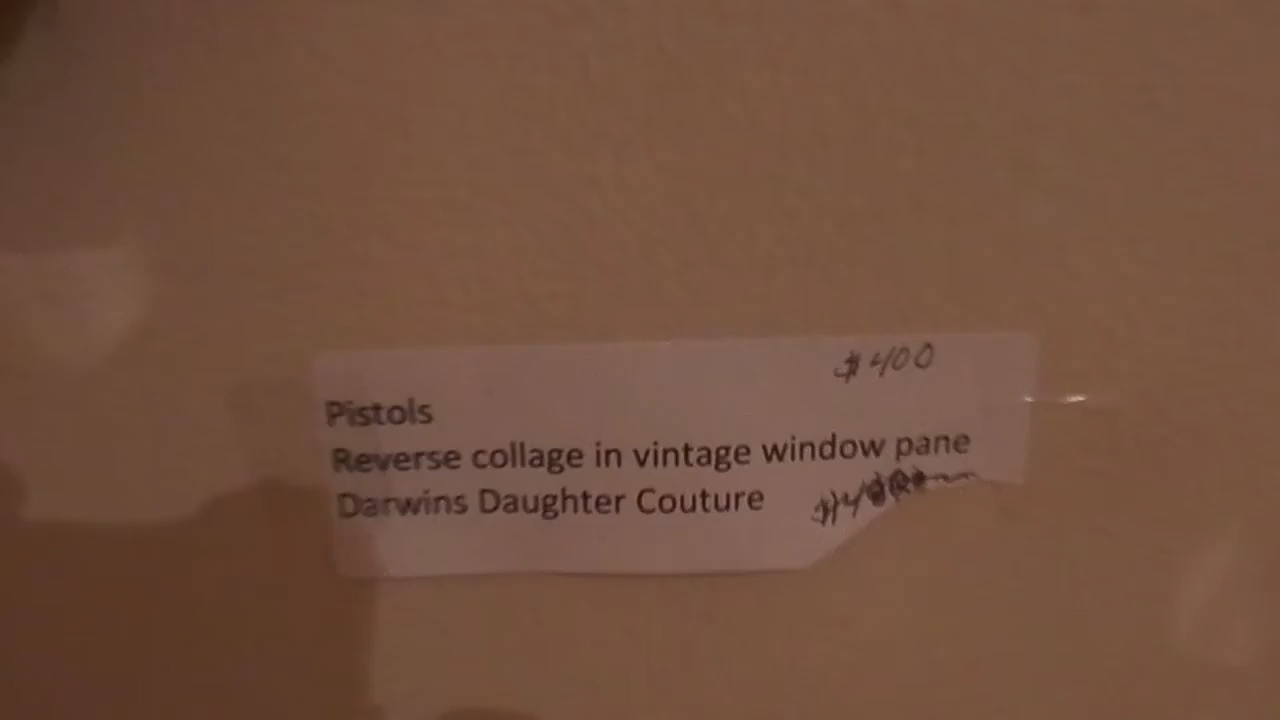 $400
Pistols
Reverse collage in vintage window pane
Darwins Daughter Couture